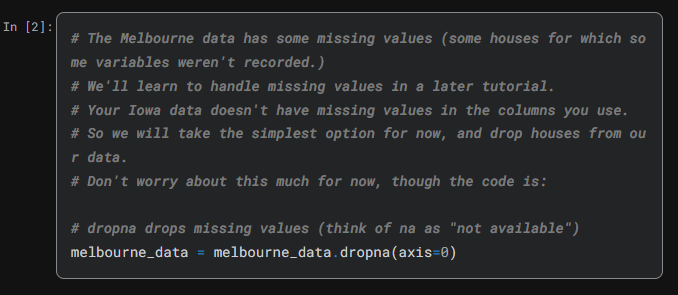 In [2]:
# The Melbourne data has some missing values (some houses for which so
me variables weren't recorded.)
# We'll learn to handle missing values in a later tutorial.
# Your Iowa data doesn't have missing values in the columns you use.
# So we will take the simplest option for now, and drop houses from ou
r data.
# Don't worry about this much for now, though the code is:

# dropna drops missing values (think of na as "not available")
melbourne_data = melbourne_data.dropna(axis=0)